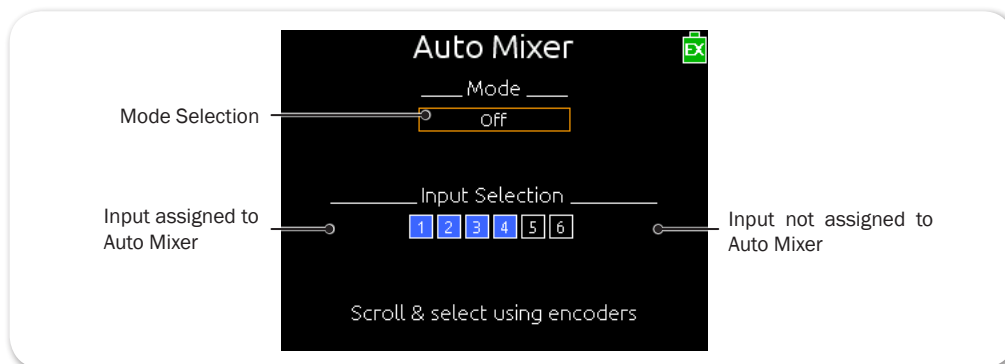 Auto Mixer
EX
Mode
Mode Selection
Off
Input Selection
Input assigned to
Auto Mixer
1 2 3 4 5 6
Input not assigned to
Auto Mixer
Scroll & select using encoders